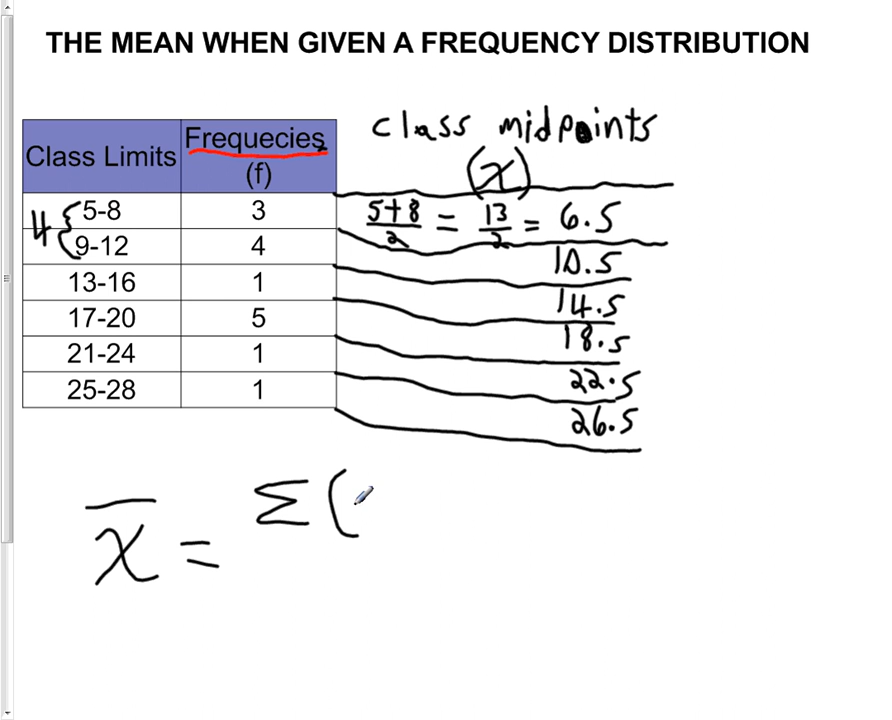 THE MEAN WHEN GIVEN A FREQUENCY DISTRIBUTION
class midpoints
(x)
Class Limits Frequecies
(f)
4 { 5-8 3 5+8/2 = 13/2 = 6.5
9-12 4 10.5
13-16 1 14.5
17-20 5 18.5
21-24 1 22.5
25-28 1 26.5
x̄ = Σ (